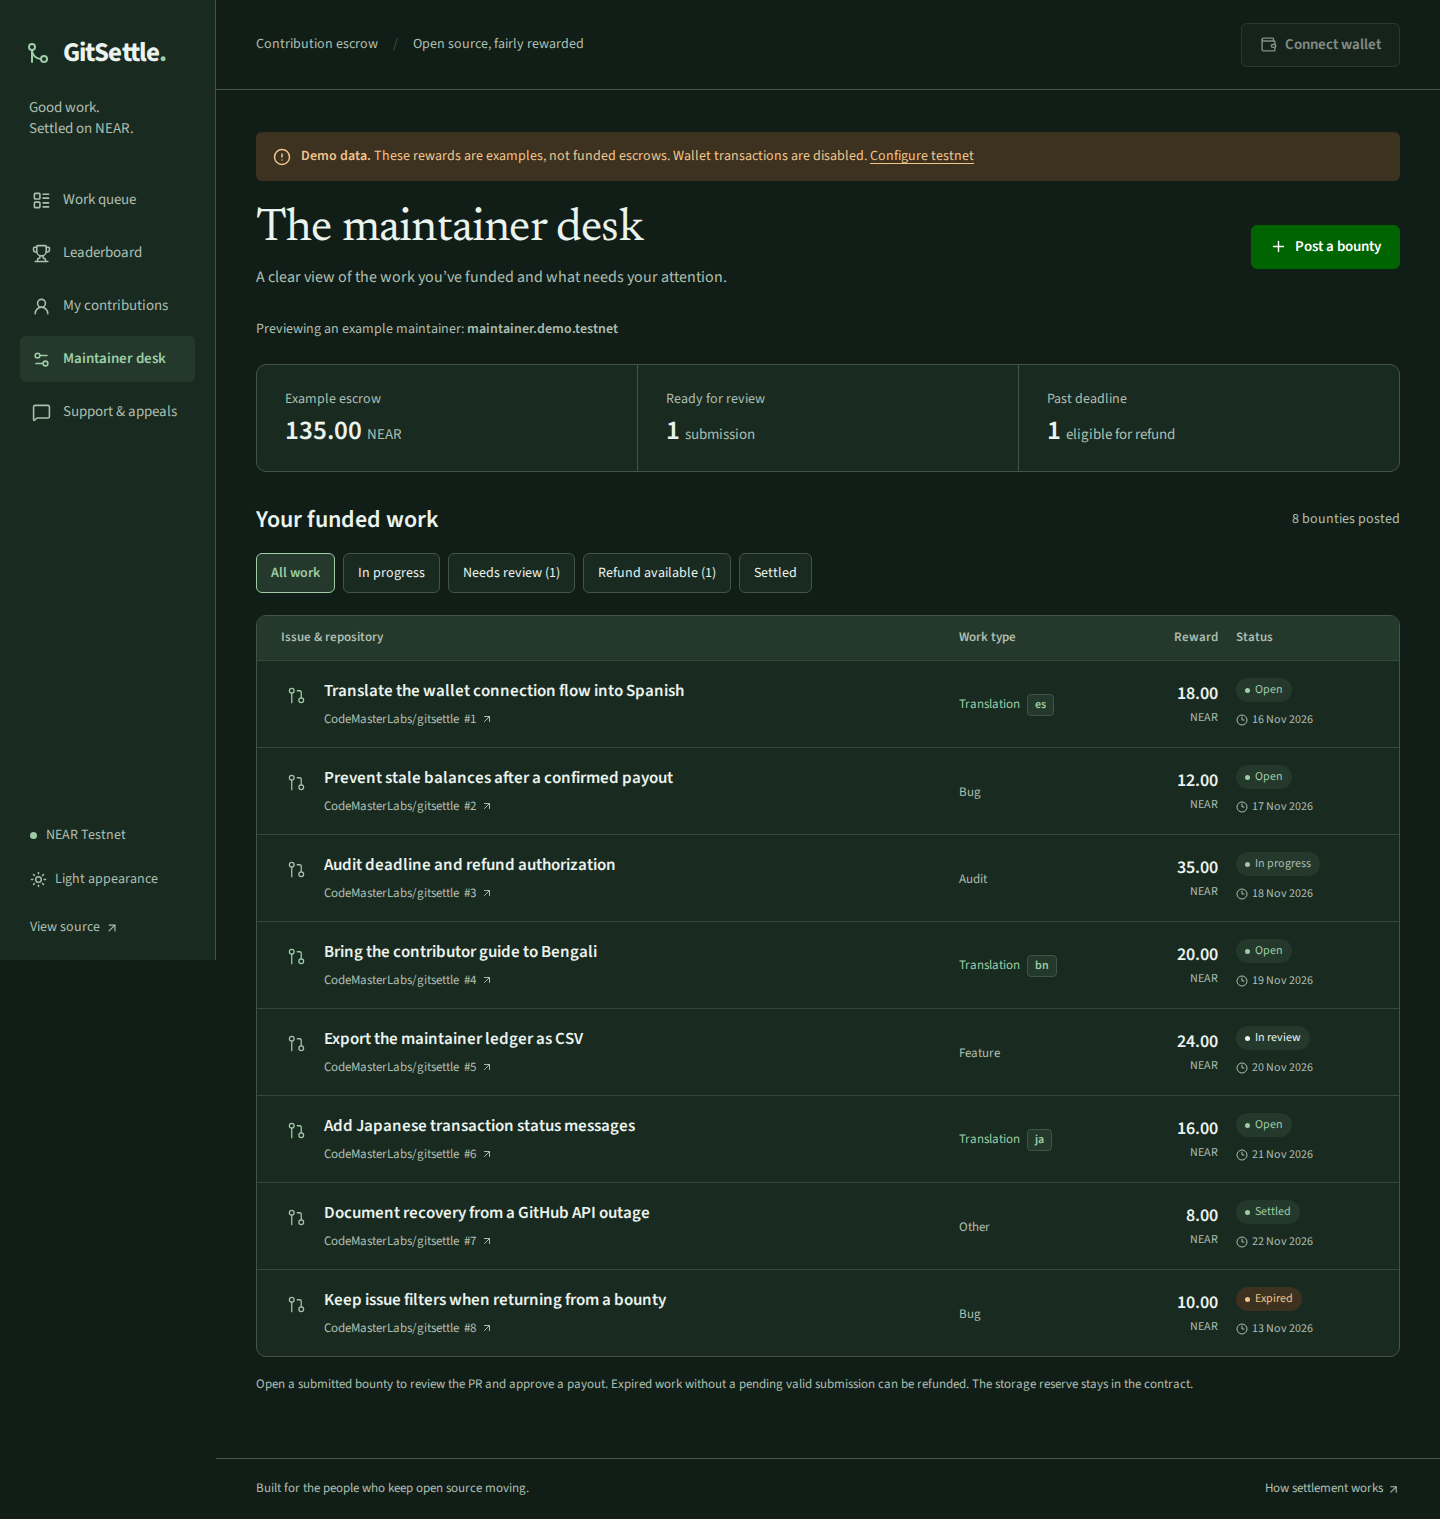 GitSettle.
Good work.
Settled on NEAR.
Work queue
Leaderboard
My contributions
Maintainer desk
Support & appeals
NEAR Testnet
Light appearance
View source
Contribution escrow / Open source, fairly rewarded
Connect wallet
Demo data. These rewards are examples, not funded escrows. Wallet transactions are disabled. Configure testnet
The maintainer desk
A clear view of the work you’ve funded and what needs your attention.
Post a bounty
Previewing an example maintainer: maintainer.demo.testnet
Example escrow
135.00 NEAR
Ready for review
1 submission
Past deadline
1 eligible for refund
Your funded work
8 bounties posted
All work
In progress
Needs review (1)
Refund available (1)
Settled
Issue & repository Work type Reward Status
Translate the wallet connection flow into Spanish
CodeMasterLabs/gitsettle #1
Translation es
18.00
NEAR
Open
16 Nov 2026
Prevent stale balances after a confirmed payout
CodeMasterLabs/gitsettle #2
Bug
12.00
NEAR
Open
17 Nov 2026
Audit deadline and refund authorization
CodeMasterLabs/gitsettle #3
Audit
35.00
NEAR
In progress
18 Nov 2026
Bring the contributor guide to Bengali
CodeMasterLabs/gitsettle #4
Translation bn
20.00
NEAR
Open
19 Nov 2026
Export the maintainer ledger as CSV
CodeMasterLabs/gitsettle #5
Feature
24.00
NEAR
In review
20 Nov 2026
Add Japanese transaction status messages
CodeMasterLabs/gitsettle #6
Translation ja
16.00
NEAR
Open
21 Nov 2026
Document recovery from a GitHub API outage
CodeMasterLabs/gitsettle #7
Other
8.00
NEAR
Settled
22 Nov 2026
Keep issue filters when returning from a bounty
CodeMasterLabs/gitsettle #8
Bug
10.00
NEAR
Expired
13 Nov 2026
Open a submitted bounty to review the PR and approve a payout. Expired work without a pending valid submission can be refunded. The storage reserve stays in the contract.
Built for the people who keep open source moving.
How settlement works